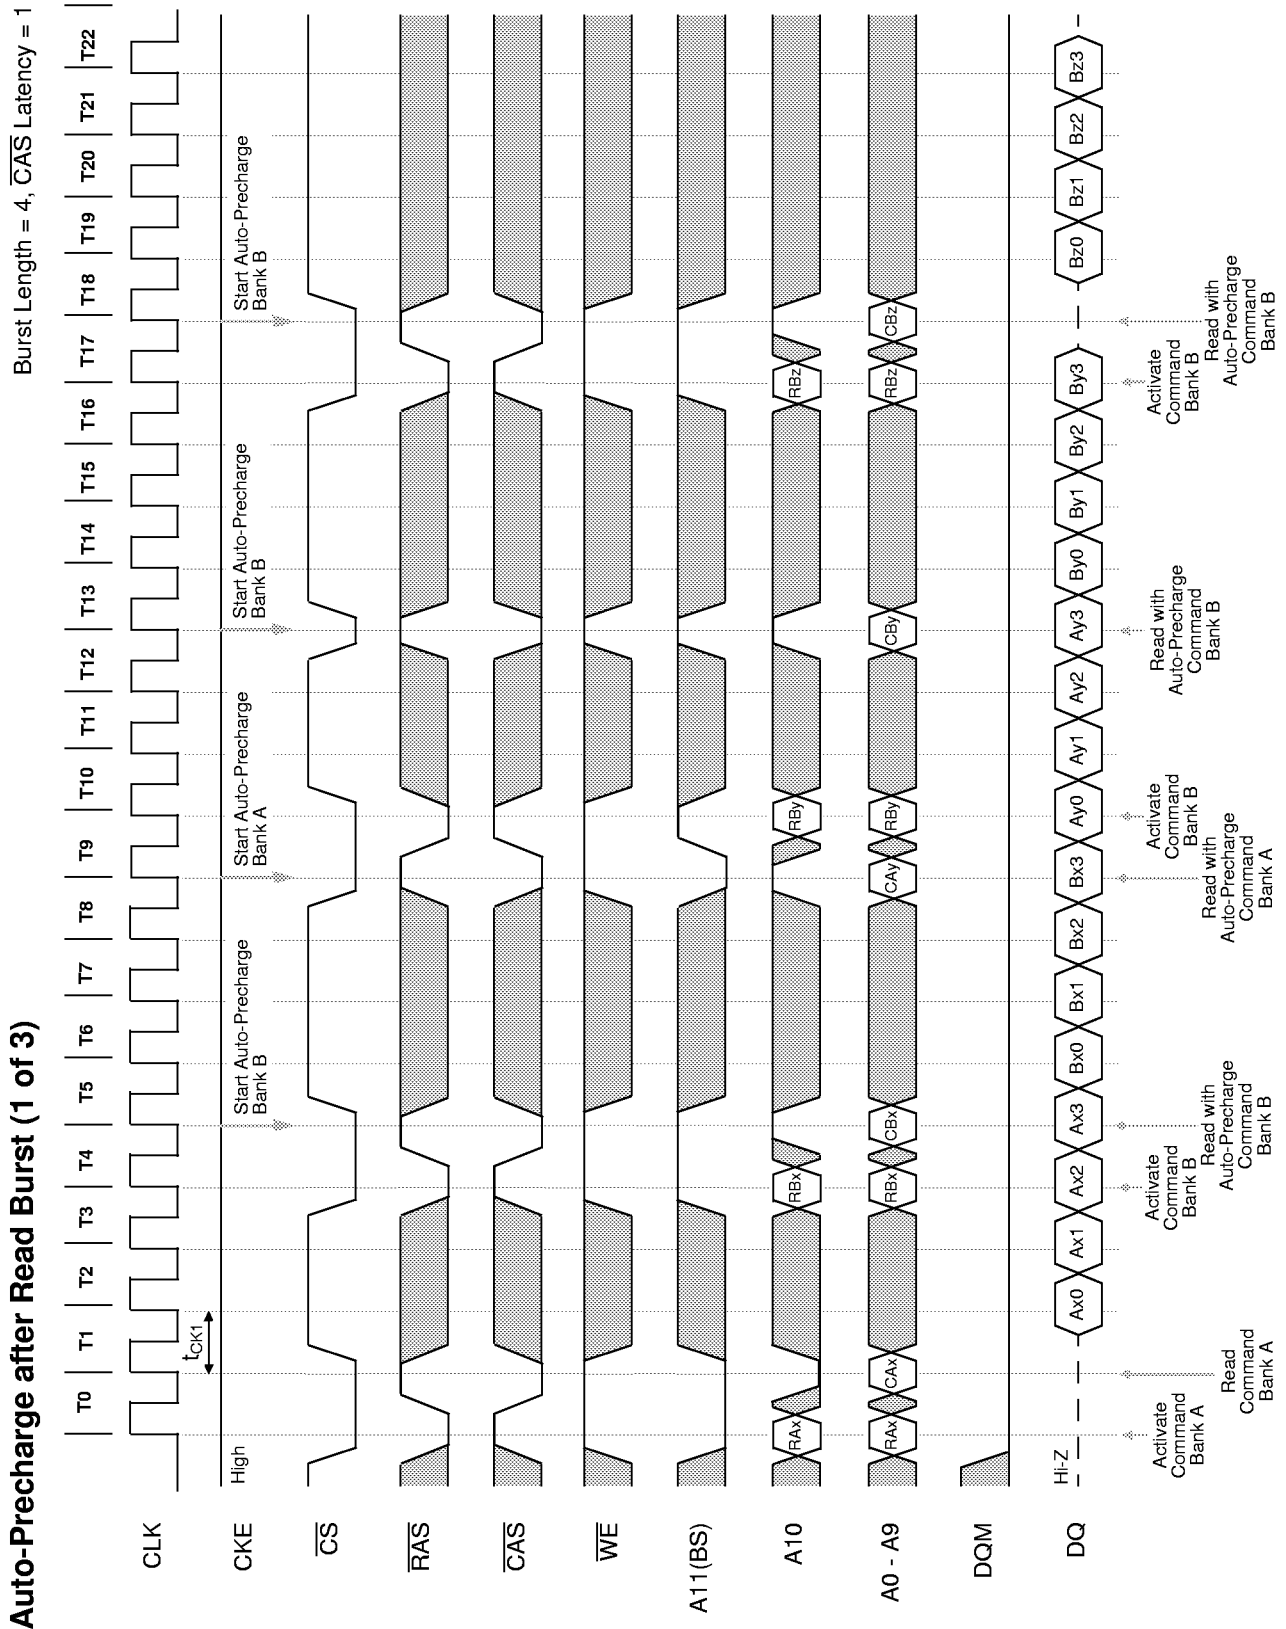 Auto-Precharge after Read Burst (1 of 3)
Burst Length = 4, CAS Latency = 1
T0 T1 T2 T3 T4 T5 T6 T7 T8 T9 T10 T11 T12 T13 T14 T15 T16 T17 T18 T19 T20 T21 T22
CLK
tCK1
CKE
High
Start Auto-Precharge
Bank B
Start Auto-Precharge
Bank A
Start Auto-Precharge
Bank B
Start Auto-Precharge
Bank B
CS
RAS
CAS
WE
A11(BS)
A10
RAx RBx RBy RBz
A0 - A9
RAx CAx RBx CBx CAy RBy CBy RBz CBz
DQM
DQ
Hi-Z
Ax0 Ax1 Ax2 Ax3 Bx0 Bx1 Bx2 Bx3 Ay0 Ay1 Ay2 Ay3 By0 By1 By2 By3 Bz0 Bz1 Bz2 Bz3
Activate
Command
Bank A
Read
Command
Bank A
Activate
Command
Bank B
Read with
Auto-Precharge
Command
Bank B
Read with
Auto-Precharge
Command
Bank A
Activate
Command
Bank B
Read with
Auto-Precharge
Command
Bank B
Activate
Command
Bank B
Read with
Auto-Precharge
Command
Bank B